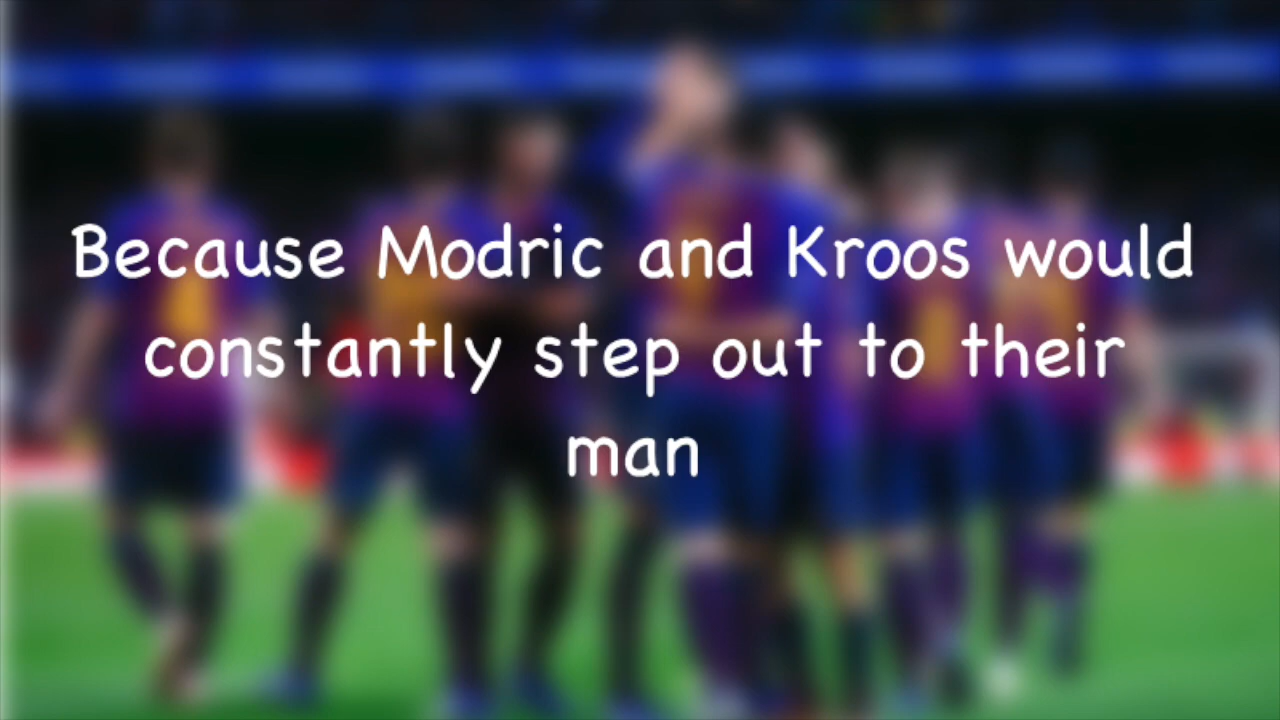 Because Modric and Kroos would
constantly step out to their
man